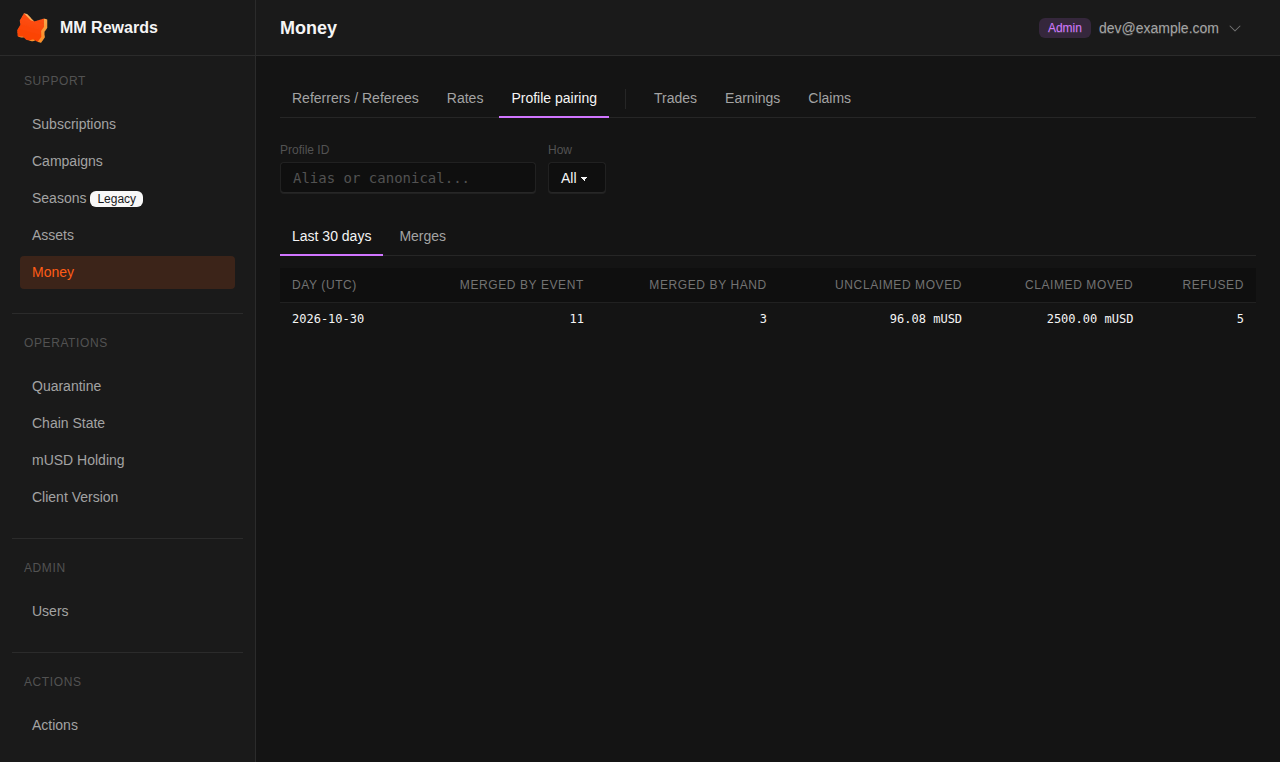 MM Rewards
Money
Admin dev@example.com
SUPPORT
Subscriptions
Campaigns
Seasons Legacy
Assets
Money
OPERATIONS
Quarantine
Chain State
mUSD Holding
Client Version
ADMIN
Users
ACTIONS
Actions
Referrers / Referees Rates Profile pairing Trades Earnings Claims
Profile ID How
Alias or canonical... All
Last 30 days Merges
DAY (UTC) MERGED BY EVENT MERGED BY HAND UNCLAIMED MOVED CLAIMED MOVED REFUSED
2026-10-30 11 3 96.08 mUSD 2500.00 mUSD 5